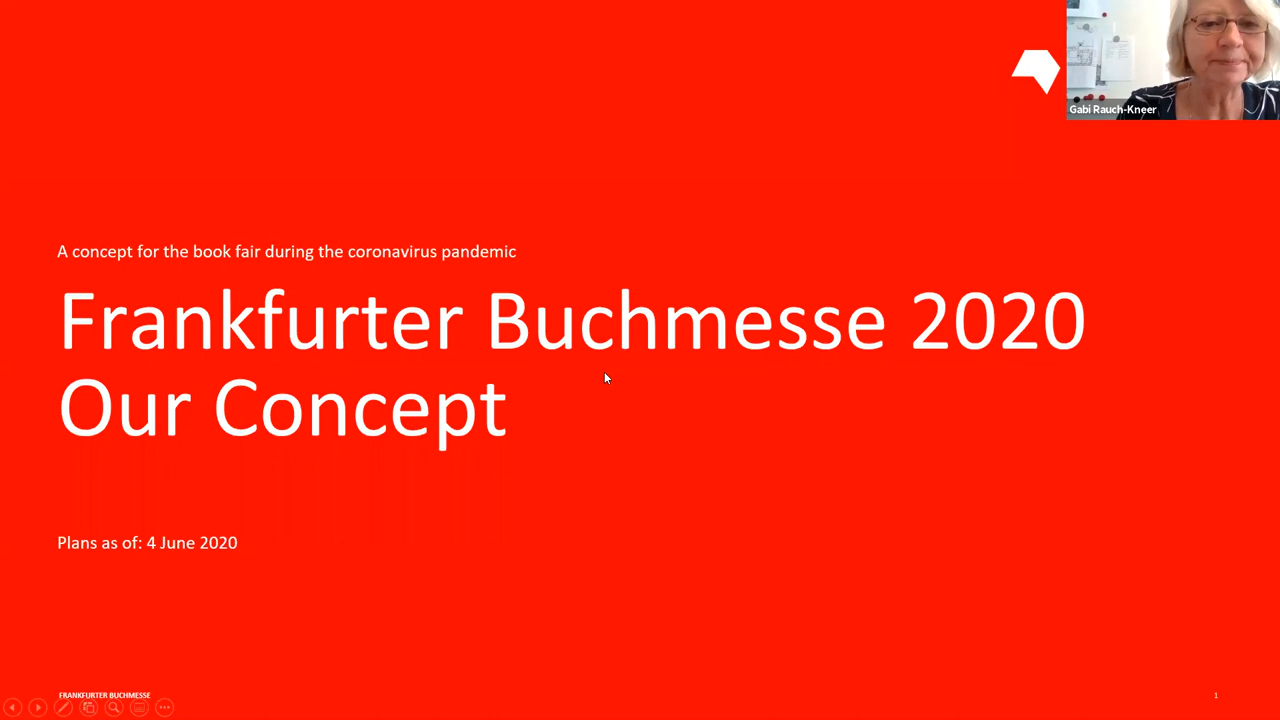 Gabi Rauch-Kneer
A concept for the book fair during the coronavirus pandemic
Frankfurter Buchmesse 2020
Our Concept
Plans as of: 4 June 2020
FRANKFURTER BUCHMESSE
1